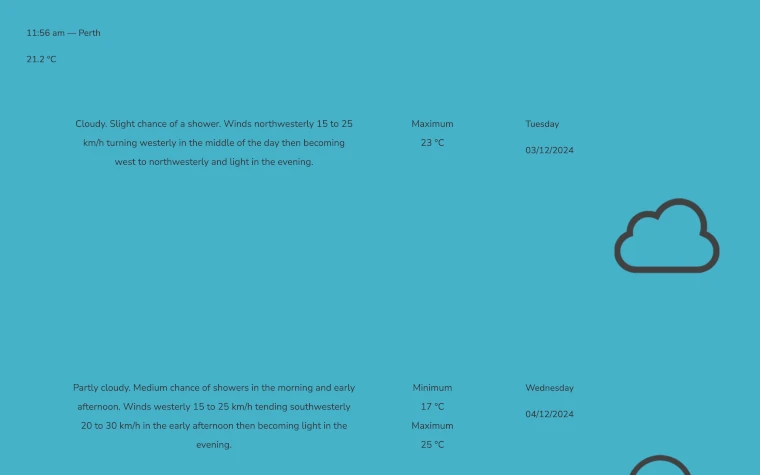 11:56 am — Perth
21.2 °C
Cloudy. Slight chance of a shower. Winds northwesterly 15 to 25
km/h turning westerly in the middle of the day then becoming
west to northwesterly and light in the evening.
Maximum
23 °C
Tuesday
03/12/2024
Partly cloudy. Medium chance of showers in the morning and early
afternoon. Winds westerly 15 to 25 km/h tending southwesterly
20 to 30 km/h in the early afternoon then becoming light in the
evening.
Minimum
17 °C
Maximum
25 °C
Wednesday
04/12/2024